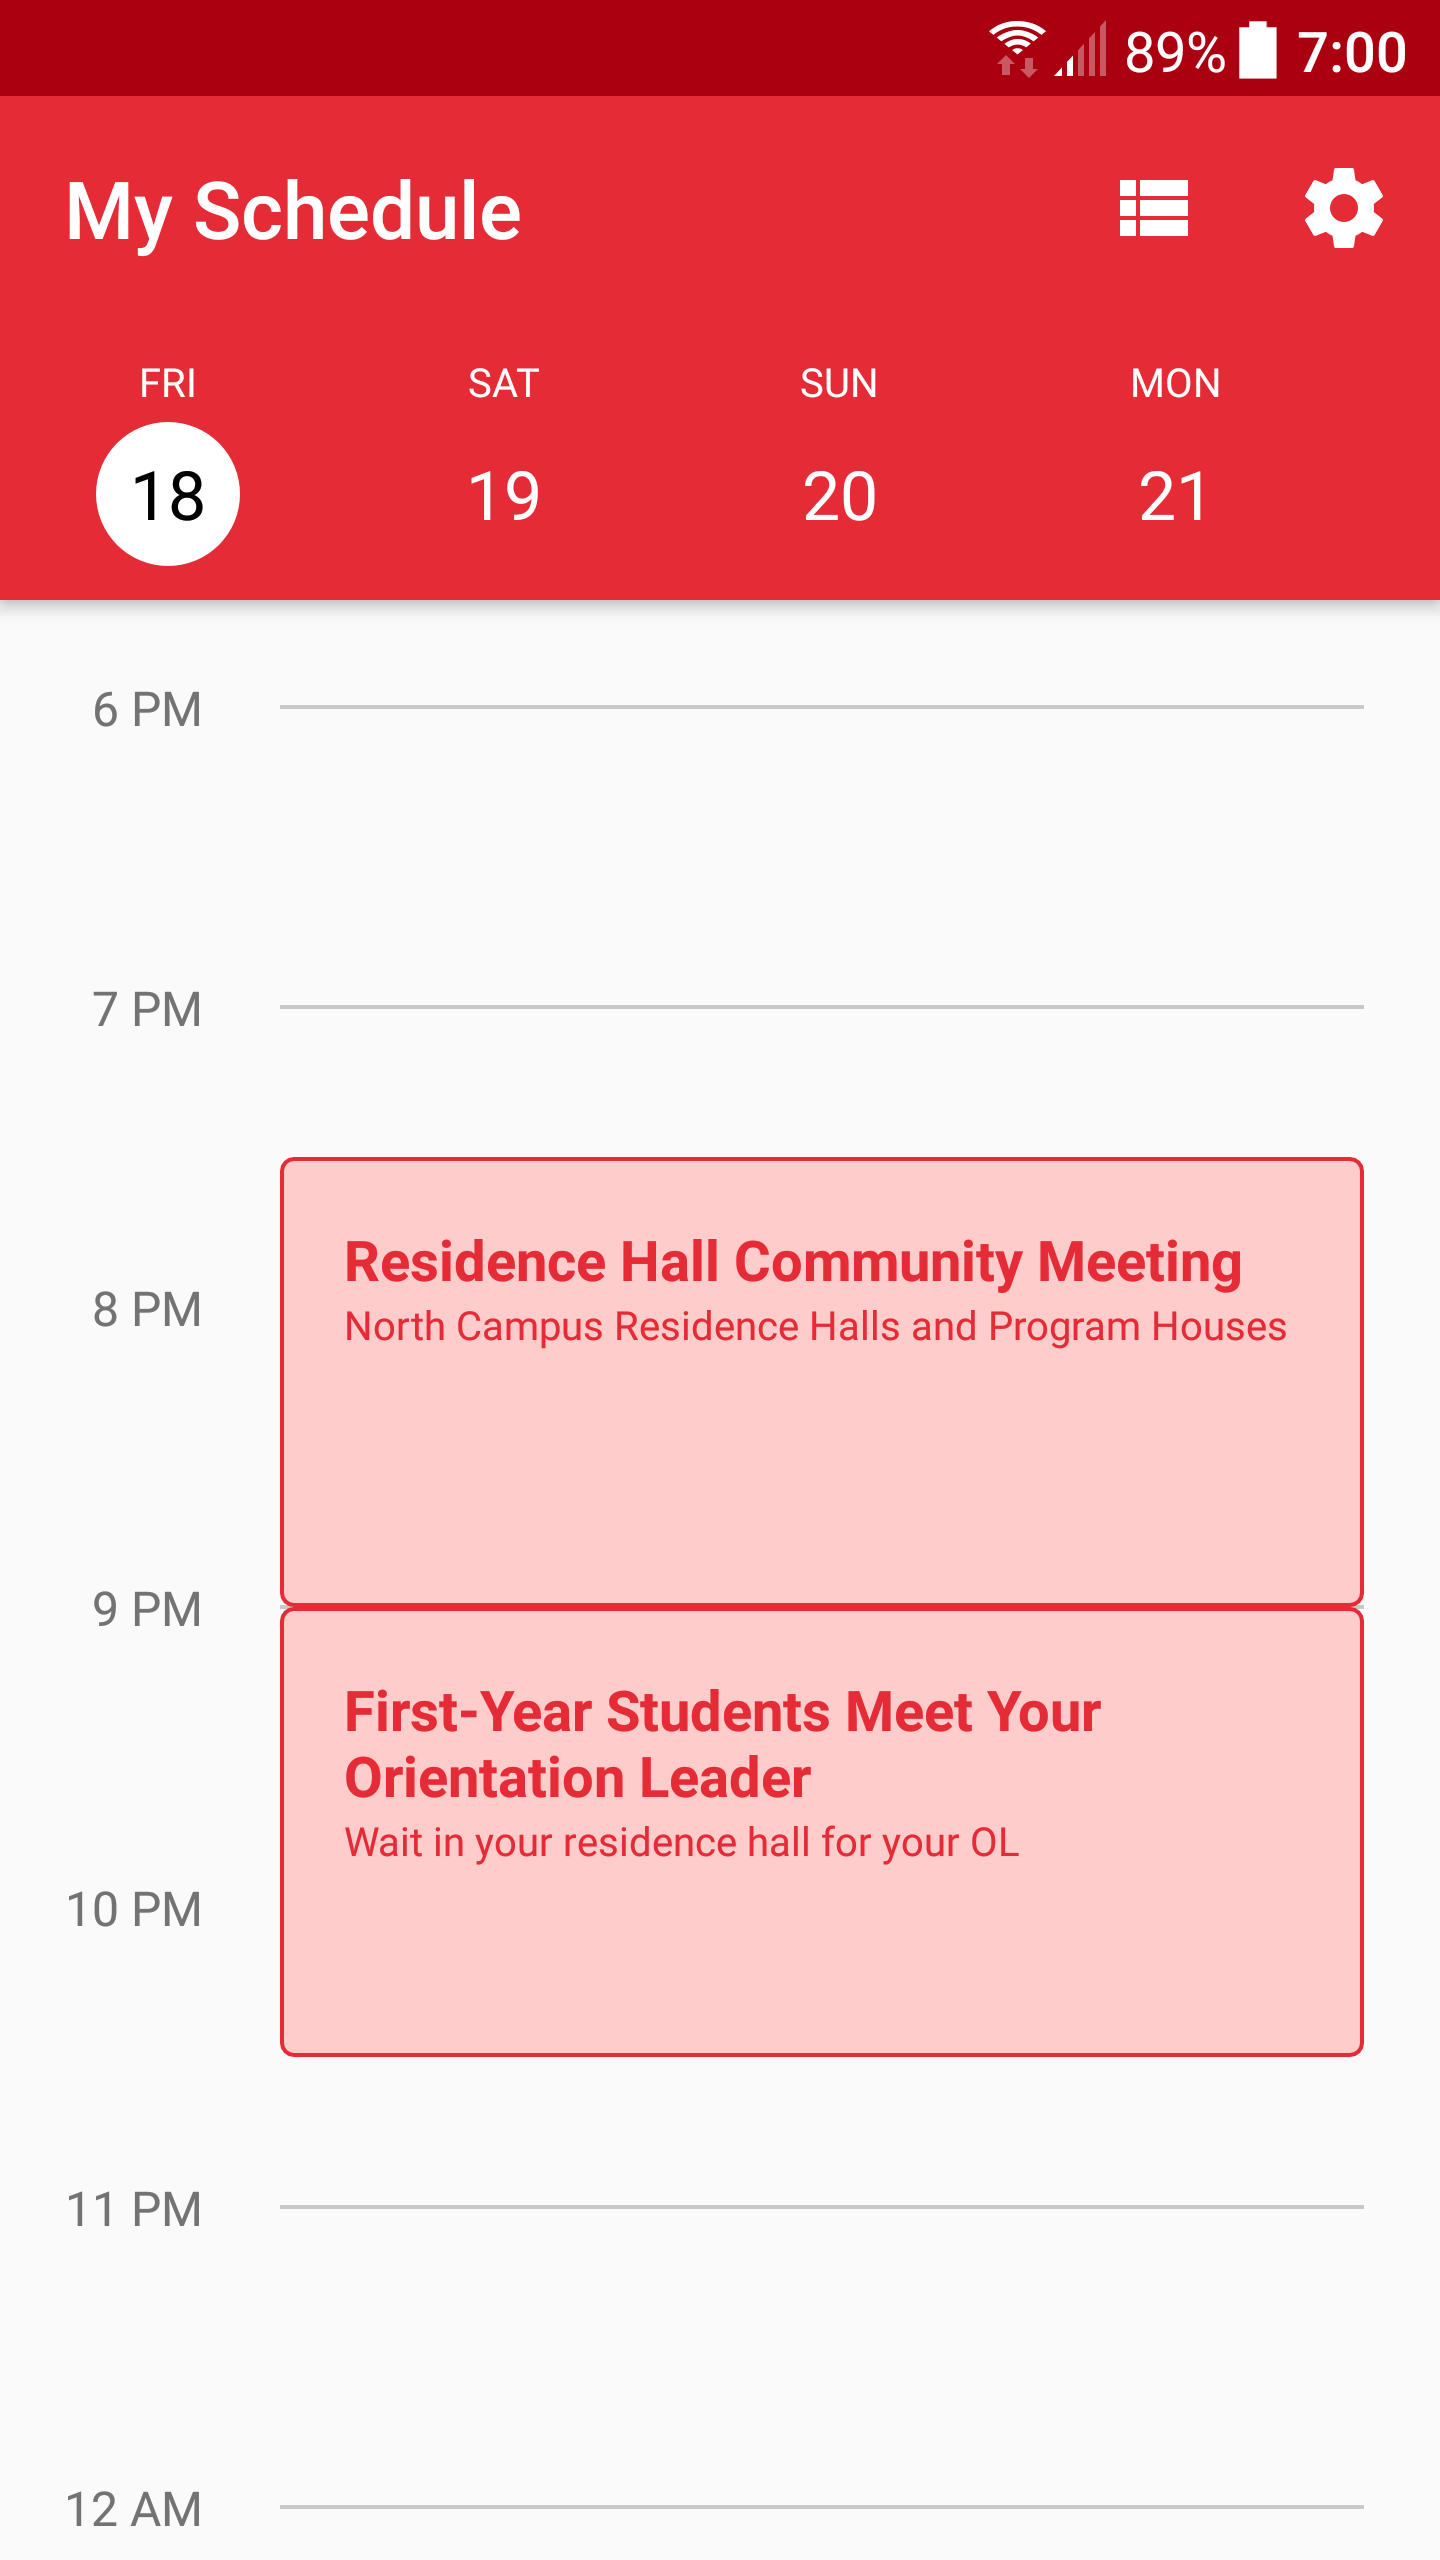 89% 7:00
My Schedule
FRI SAT SUN MON
18 19 20 21
6 PM
7 PM
Residence Hall Community Meeting
8 PM
North Campus Residence Halls and Program Houses
9 PM
First-Year Students Meet Your
Orientation Leader
Wait in your residence hall for your OL
10 PM
11 PM
12 AM